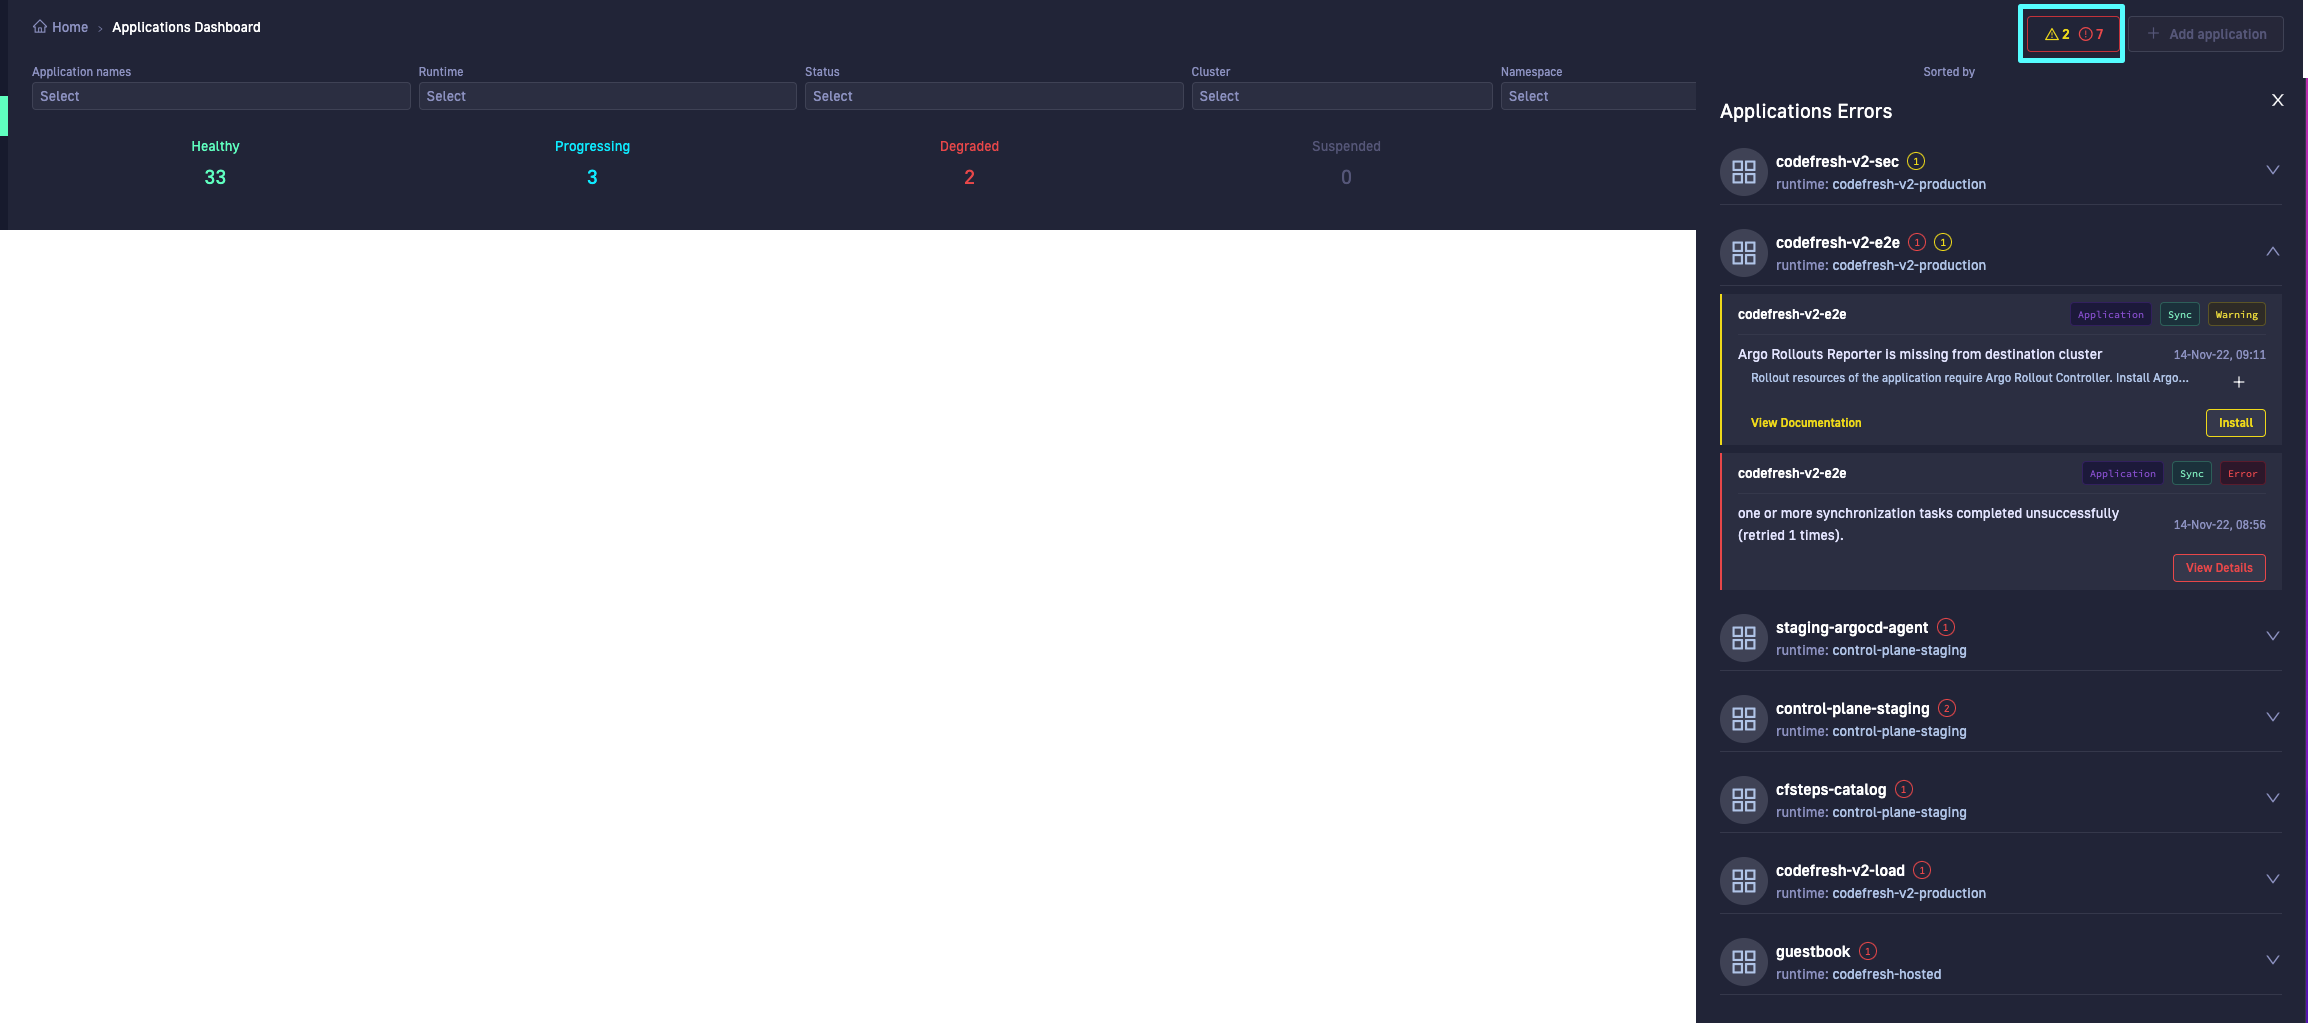 Home › Applications Dashboard
2 7
+ Add application
Application names
Select
Runtime
Select
Status
Select
Cluster
Select
Namespace
Select
Sorted by
Healthy
33
Progressing
3
Degraded
2
Suspended
0
Applications Errors
X
codefresh-v2-sec 1
runtime: codefresh-v2-production
codefresh-v2-e2e 1 1
runtime: codefresh-v2-production
codefresh-v2-e2e Application Sync Warning
Argo Rollouts Reporter is missing from destination cluster 14-Nov-22, 09:11
Rollout resources of the application require Argo Rollout Controller. Install Argo... +
View Documentation Install
codefresh-v2-e2e Application Sync Error
one or more synchronization tasks completed unsuccessfully
(retried 1 times). 14-Nov-22, 08:56
View Details
staging-argocd-agent 1
runtime: control-plane-staging
control-plane-staging 2
runtime: control-plane-staging
cfsteps-catalog 1
runtime: control-plane-staging
codefresh-v2-load 1
runtime: codefresh-v2-production
guestbook 1
runtime: codefresh-hosted